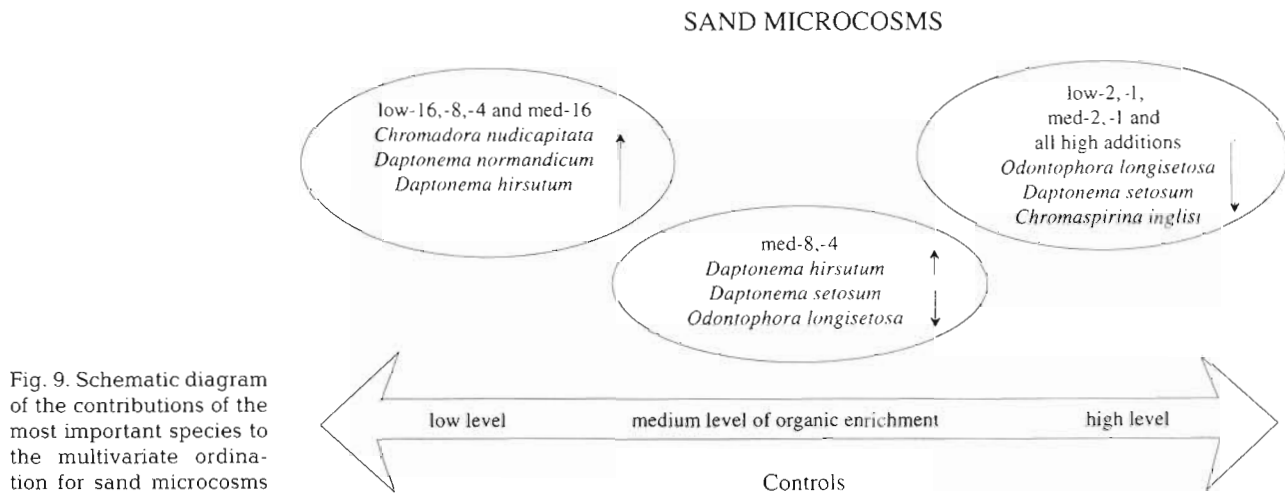 SAND MICROCOSMS
low-16,-8,-4 and med-16
Chromadora nudicapitata
Daptonema normandicum
Daptonema hirsutum
low-2, -1,
med-2, -1 and
all high additions
Odontophora longisetosa
Daptonema setosum
Chromaspirina inglisi
med-8,-4
Daptonema hirsutum
Daptonema setosum
Odontophora longisetosa
low level
medium level of organic enrichment
high level
Controls
Fig. 9. Schematic diagram
of the contributions of the
most important species to
the multivariate ordina-
tion for sand microcosms